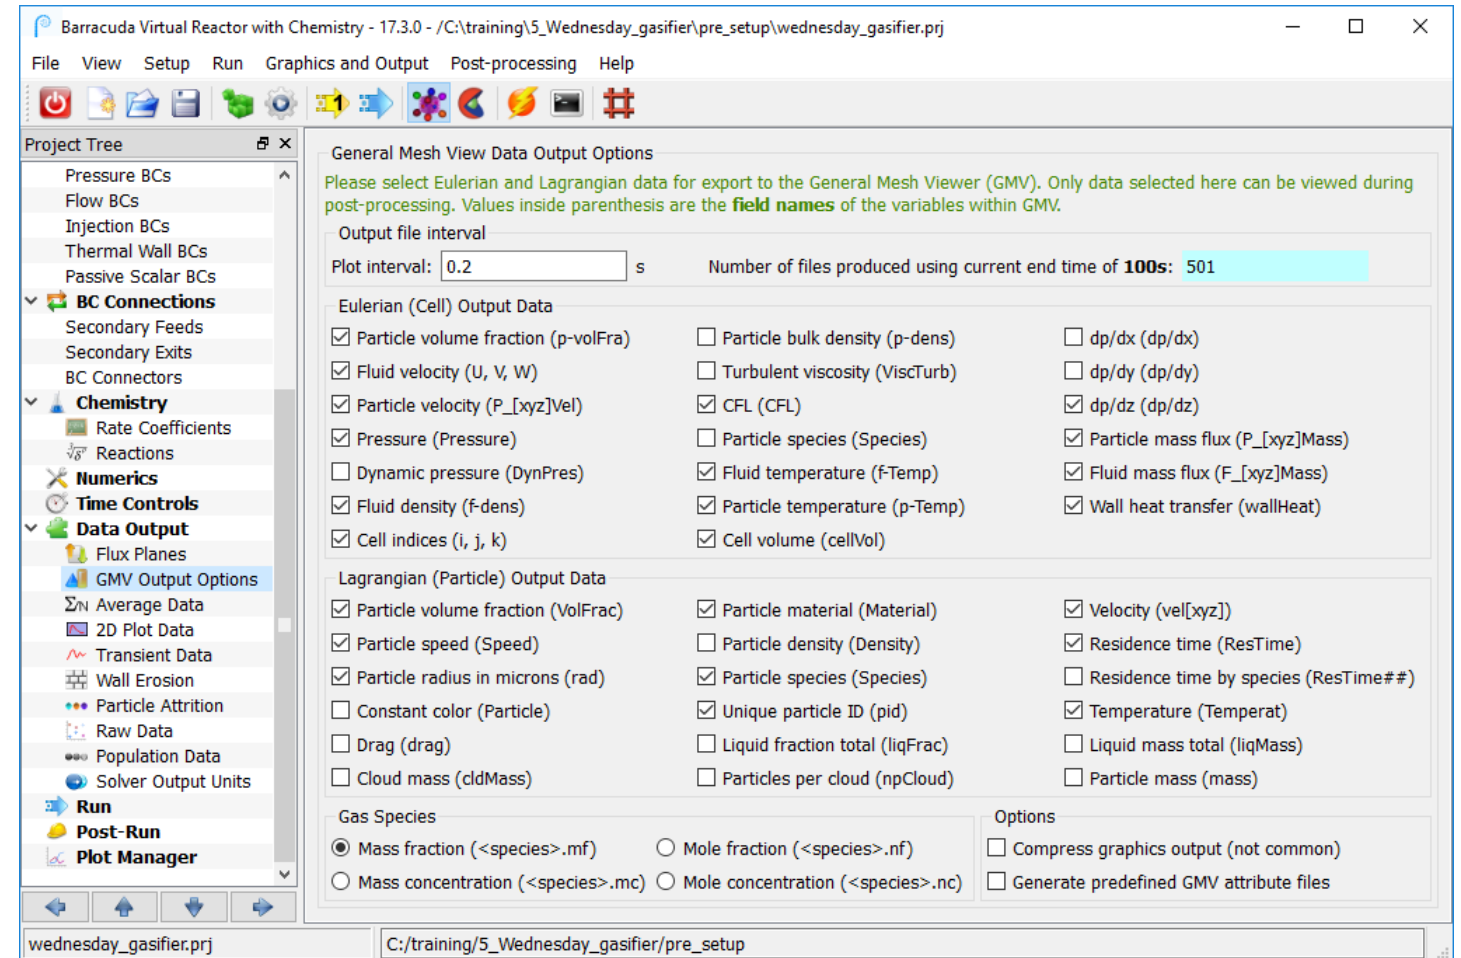 Barracuda Virtual Reactor with Chemistry - 17.3.0 - /C:\training\5_Wednesday_gasifier\pre_setup\wednesday_gasifier.prj
File View Setup Run Graphics and Output Post-processing Help
Project Tree
Pressure BCs
Flow BCs
Injection BCs
Thermal Wall BCs
Passive Scalar BCs
BC Connections
Secondary Feeds
Secondary Exits
BC Connectors
Chemistry
Rate Coefficients
Reactions
Numerics
Time Controls
Data Output
Flux Planes
GMV Output Options
Average Data
2D Plot Data
Transient Data
Wall Erosion
Particle Attrition
Raw Data
Population Data
Solver Output Units
Run
Post-Run
Plot Manager
General Mesh View Data Output Options
Please select Eulerian and Lagrangian data for export to the General Mesh Viewer (GMV). Only data selected here can be viewed during
post-processing. Values inside parenthesis are the field names of the variables within GMV.
Output file interval
Plot interval: 0.2 s Number of files produced using current end time of 100s: 501
Eulerian (Cell) Output Data
Particle volume fraction (p-volFra) Particle bulk density (p-dens) dp/dx (dp/dx)
Fluid velocity (U, V, W) Turbulent viscosity (ViscTurb) dp/dy (dp/dy)
Particle velocity (P_[xyz]Vel) CFL (CFL) dp/dz (dp/dz)
Pressure (Pressure) Particle species (Species) Particle mass flux (P_[xyz]Mass)
Dynamic pressure (DynPres) Fluid temperature (f-Temp) Fluid mass flux (F_[xyz]Mass)
Fluid density (f-dens) Particle temperature (p-Temp) Wall heat transfer (wallHeat)
Cell indices (i, j, k) Cell volume (cellVol)
Lagrangian (Particle) Output Data
Particle volume fraction (VolFrac) Particle material (Material) Velocity (vel[xyz])
Particle speed (Speed) Particle density (Density) Residence time (ResTime)
Particle radius in microns (rad) Particle species (Species) Residence time by species (ResTime##)
Constant color (Particle) Unique particle ID (pid) Temperature (Temperat)
Drag (drag) Liquid fraction total (liqFrac) Liquid mass total (liqMass)
Cloud mass (cldMass) Particles per cloud (npCloud) Particle mass (mass)
Gas Species Options
Mass fraction (<species>.mf) Mole fraction (<species>.nf) Compress graphics output (not common)
Mass concentration (<species>.mc) Mole concentration (<species>.nc) Generate predefined GMV attribute files
wednesday_gasifier.prj C:/training/5_Wednesday_gasifier/pre_setup